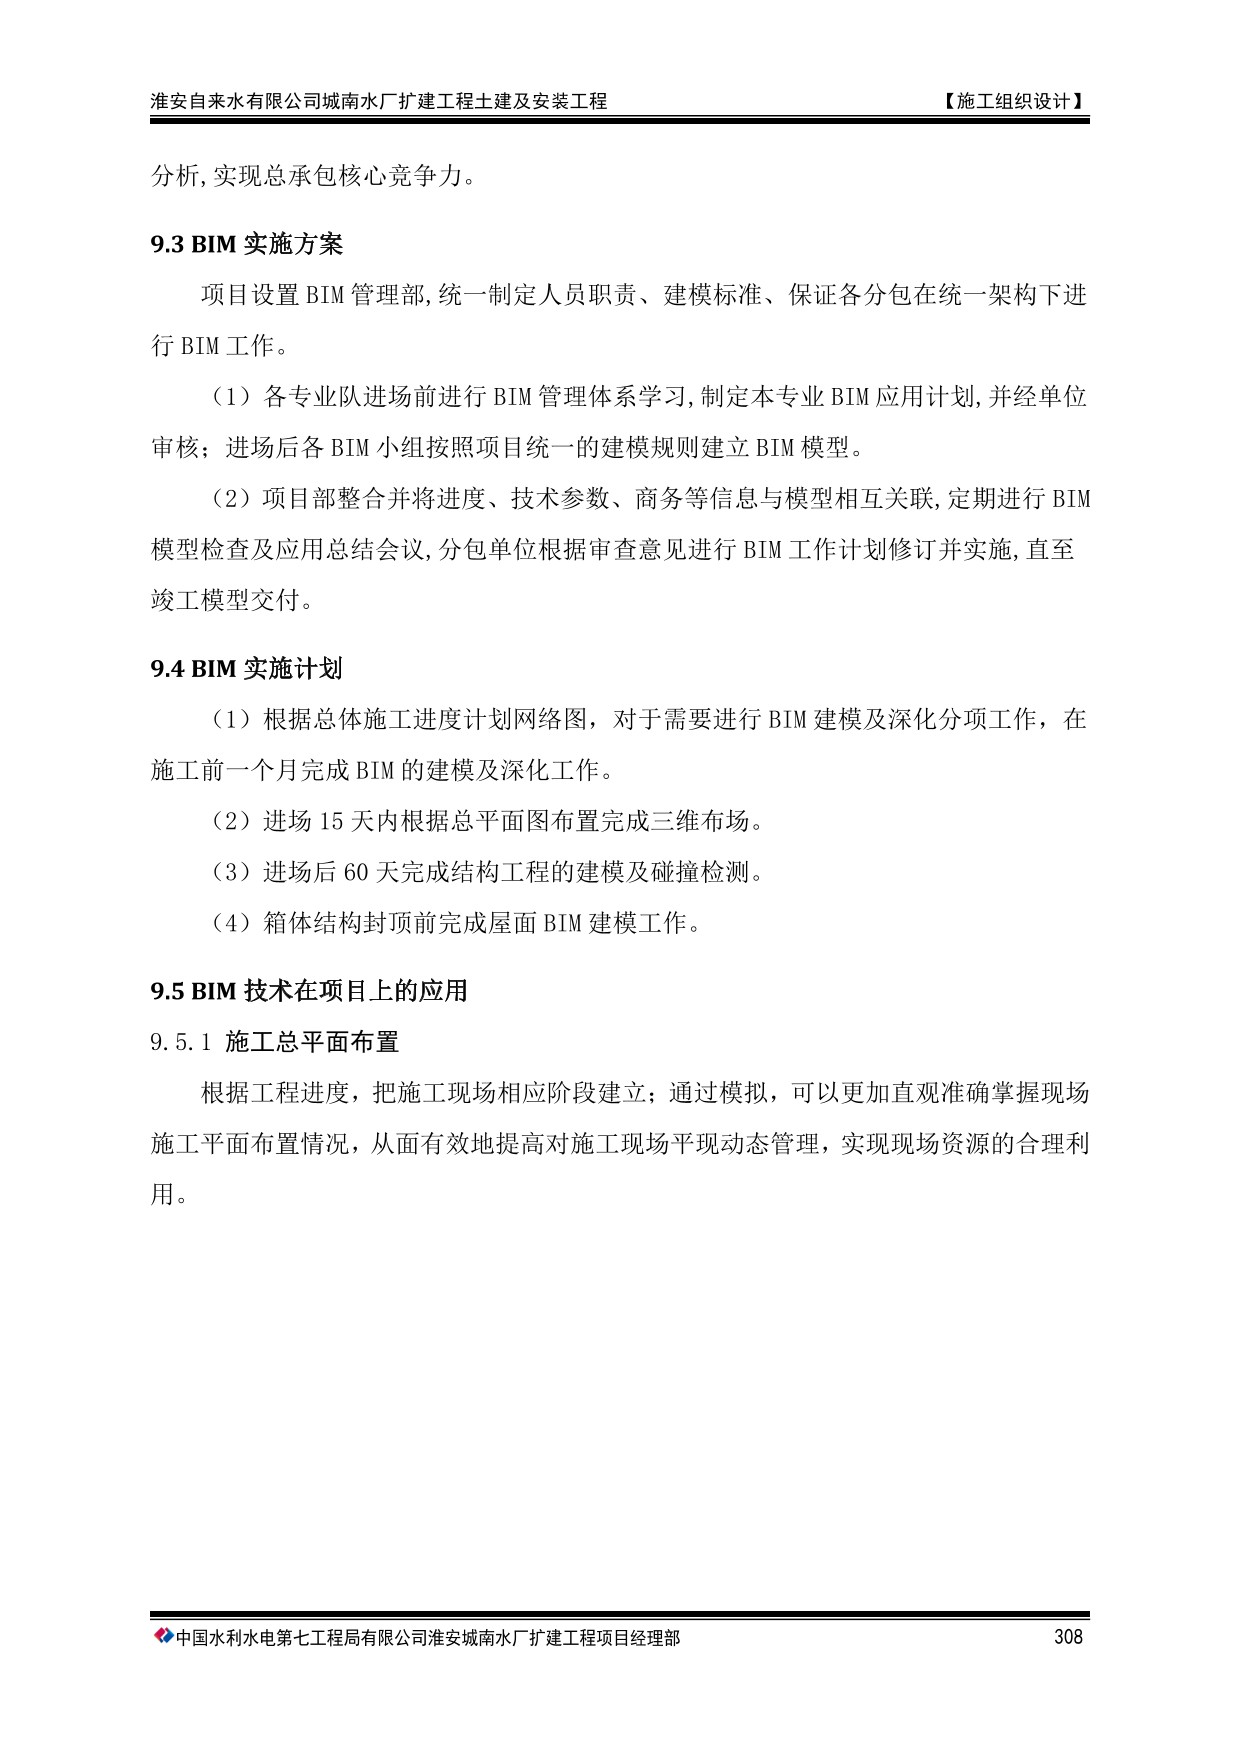 淮安自来水有限公司城南水厂扩建工程土建及安装工程 【施工组织设计】
分析,实现总承包核心竞争力。
9.3 BIM 实施方案
项目设置 BIM 管理部,统一制定人员职责、建模标准、保证各分包在统一架构下进
行 BIM 工作。
（1）各专业队进场前进行 BIM 管理体系学习,制定本专业 BIM 应用计划,并经单位
审核；进场后各 BIM 小组按照项目统一的建模规则建立 BIM 模型。
（2）项目部整合并将进度、技术参数、商务等信息与模型相互关联,定期进行 BIM
模型检查及应用总结会议,分包单位根据审查意见进行 BIM 工作计划修订并实施,直至
竣工模型交付。
9.4 BIM 实施计划
（1）根据总体施工进度计划网络图，对于需要进行 BIM 建模及深化分项工作，在
施工前一个月完成 BIM 的建模及深化工作。
（2）进场 15 天内根据总平面图布置完成三维布场。
（3）进场后 60 天完成结构工程的建模及碰撞检测。
（4）箱体结构封顶前完成屋面 BIM 建模工作。
9.5 BIM 技术在项目上的应用
9.5.1 施工总平面布置
根据工程进度，把施工现场相应阶段建立；通过模拟，可以更加直观准确掌握现场
施工平面布置情况，从面有效地提高对施工现场平现动态管理，实现现场资源的合理利
用。
中国水利水电第七工程局有限公司淮安城南水厂扩建工程项目经理部 308